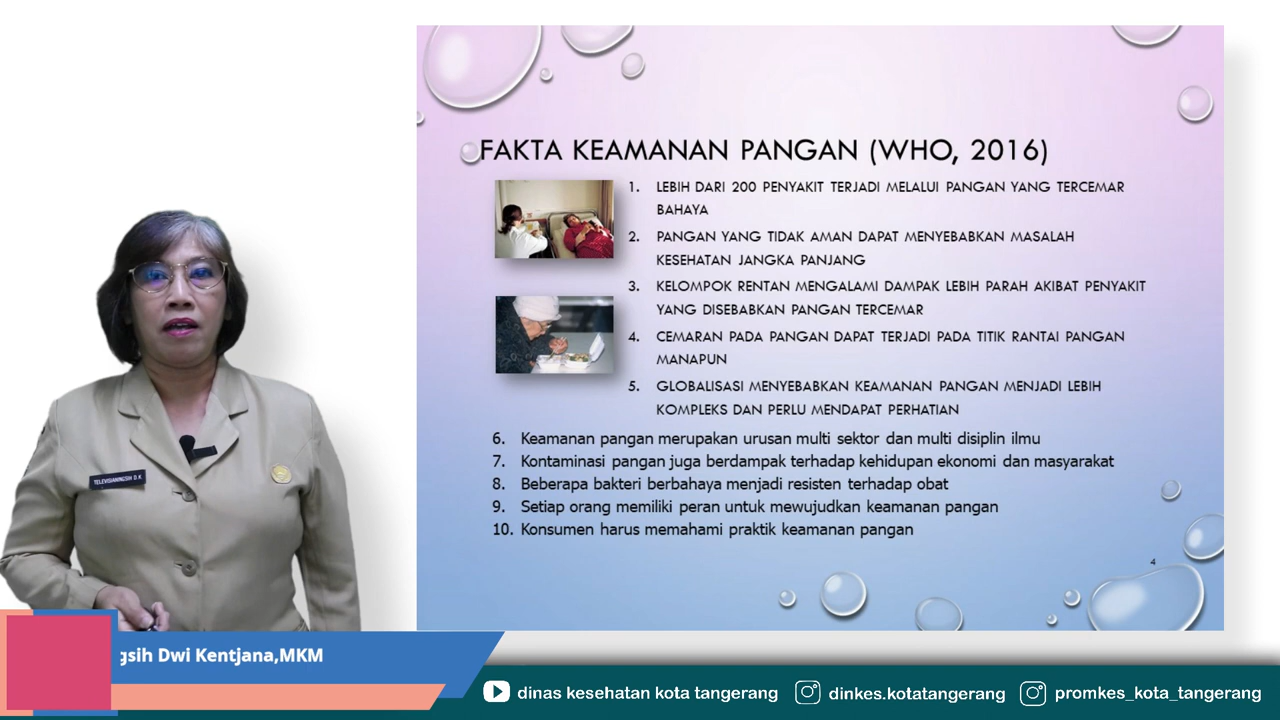 FAKTA KEAMANAN PANGAN (WHO, 2016)
1. LEBIH DARI 200 PENYAKIT TERJADI MELALUI PANGAN YANG TERCEMAR
BAHAYA
2. PANGAN YANG TIDAK AMAN DAPAT MENYEBABKAN MASALAH
KESEHATAN JANGKA PANJANG
3. KELOMPOK RENTAN MENGALAMI DAMPAK LEBIH PARAH AKIBAT PENYAKIT
YANG DISEBABKAN PANGAN TERCEMAR
4. CEMARAN PADA PANGAN DAPAT TERJADI PADA TITIK RANTAI PANGAN
MANAPUN
5. GLOBALISASI MENYEBABKAN KEAMANAN PANGAN MENJADI LEBIH
KOMPLEKS DAN PERLU MENDAPAT PERHATIAN
6. Keamanan pangan merupakan urusan multi sektor dan multi disiplin ilmu
7. Kontaminasi pangan juga berdampak terhadap kehidupan ekonomi dan masyarakat
8. Beberapa bakteri berbahaya menjadi resisten terhadap obat
9. Setiap orang memiliki peran untuk mewujudkan keamanan pangan
10. Konsumen harus memahami praktik keamanan pangan
4
TELEVISIANINGSIH D.K
gsih Dwi Kentjana,MKM
dinas kesehatan kota tangerang
dinkes.kotatangerang
promkes_kota_tangerang